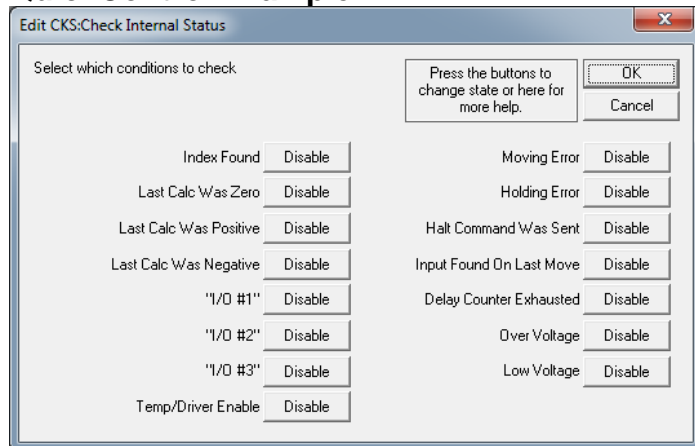 Edit CKS:Check Internal Status
Select which conditions to check
Press the buttons to
change state or here for
more help.
OK
Cancel
Index Found Disable
Last Calc Was Zero Disable
Last Calc Was Positive Disable
Last Calc Was Negative Disable
"I/O #1" Disable
"I/O #2" Disable
"I/O #3" Disable
Temp/Driver Enable Disable
Moving Error Disable
Holding Error Disable
Halt Command Was Sent Disable
Input Found On Last Move Disable
Delay Counter Exhausted Disable
Over Voltage Disable
Low Voltage Disable